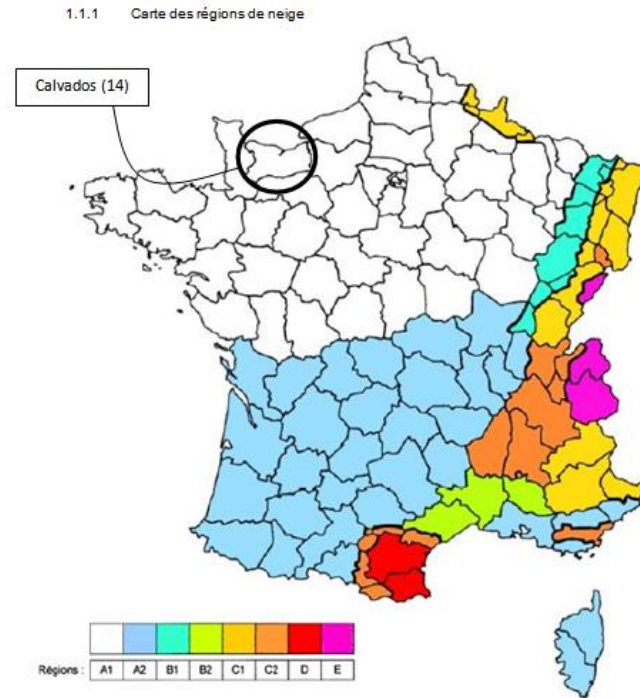 1.1.1 Carte des régions de neige
Calvados (14)
Régions : A1 A2 B1 B2 C1 C2 D E